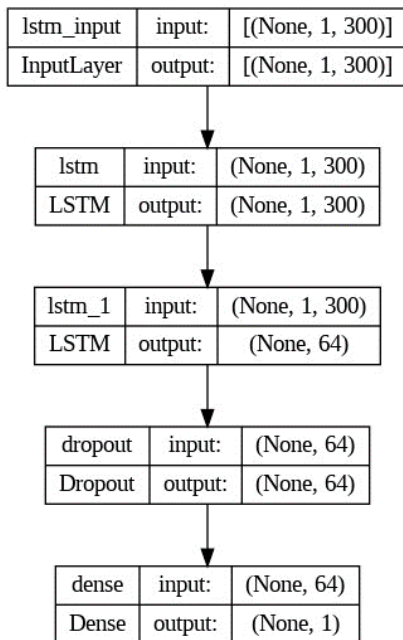 lstm_input input: [(None, 1, 300)]
InputLayer output: [(None, 1, 300)]
lstm input: (None, 1, 300)
LSTM output: (None, 1, 300)
lstm_1 input: (None, 1, 300)
LSTM output: (None, 64)
dropout input: (None, 64)
Dropout output: (None, 64)
dense input: (None, 64)
Dense output: (None, 1)